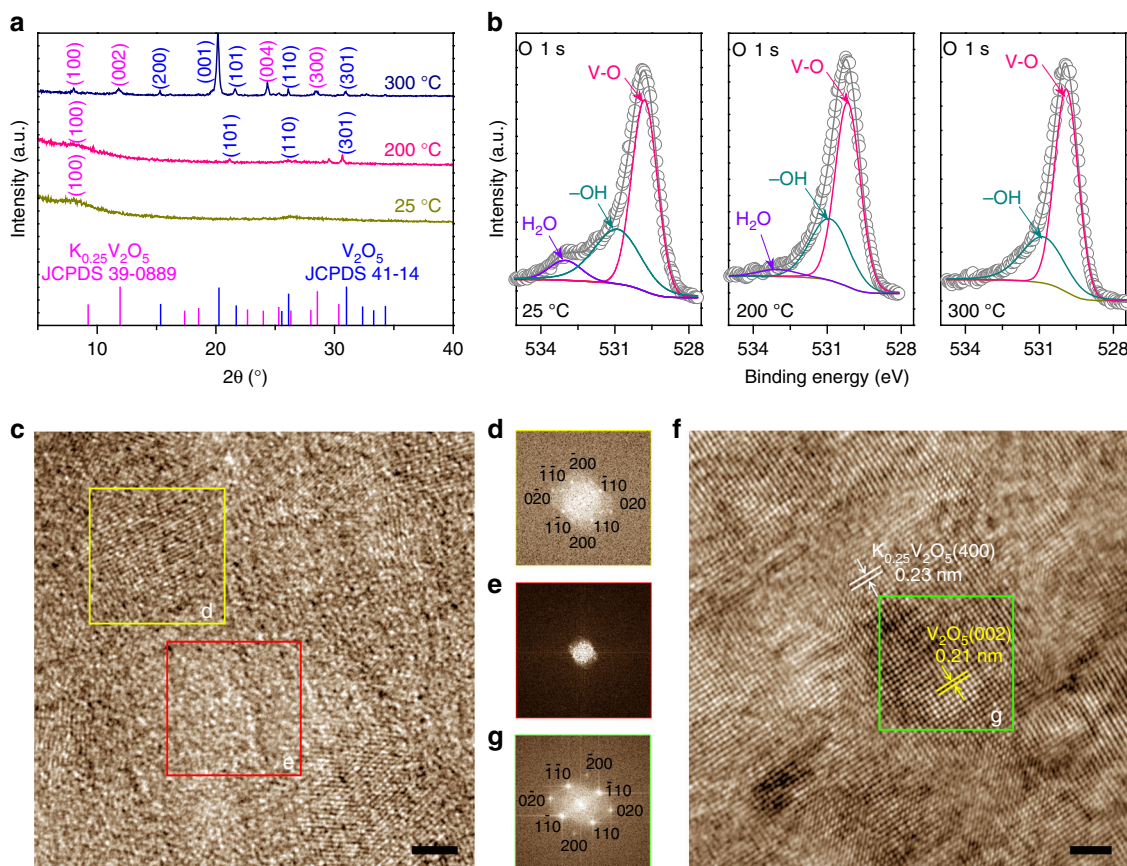 a
(100)
(002)
(200)
(001)
(101)
(004)
(110)
(300)
(301)
300 °C
(100)
(101)
(110)
(301)
200 °C
(100)
25 °C
K0.25V2O5
JCPDS 39-0889
V2O5
JCPDS 41-14
Intensity (a.u.)
10 20 30 40
2θ (°)
b
O 1 s
V-O
–OH
H2O
25 °C
O 1 s
V-O
–OH
H2O
200 °C
O 1 s
V-O
–OH
300 °C
Intensity (a.u.)
534 531 528 534 531 528 534 531 528
Binding energy (eV)
c
d
e
d
2̄00
1̄1̄0 1̄10
02̄0 020
11̄0 110
200
e
g
2̄00
1̄1̄0 1̄10
02̄0 020
11̄0 110
200
f
K0.25V2O5(400)
0.23 nm
V2O5(002)
0.21 nm
g